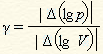 γ = | Δ(lg p) | / | Δ(lg V) |